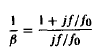 1/β = (1 + jf/f₀)/(jf/f₀)